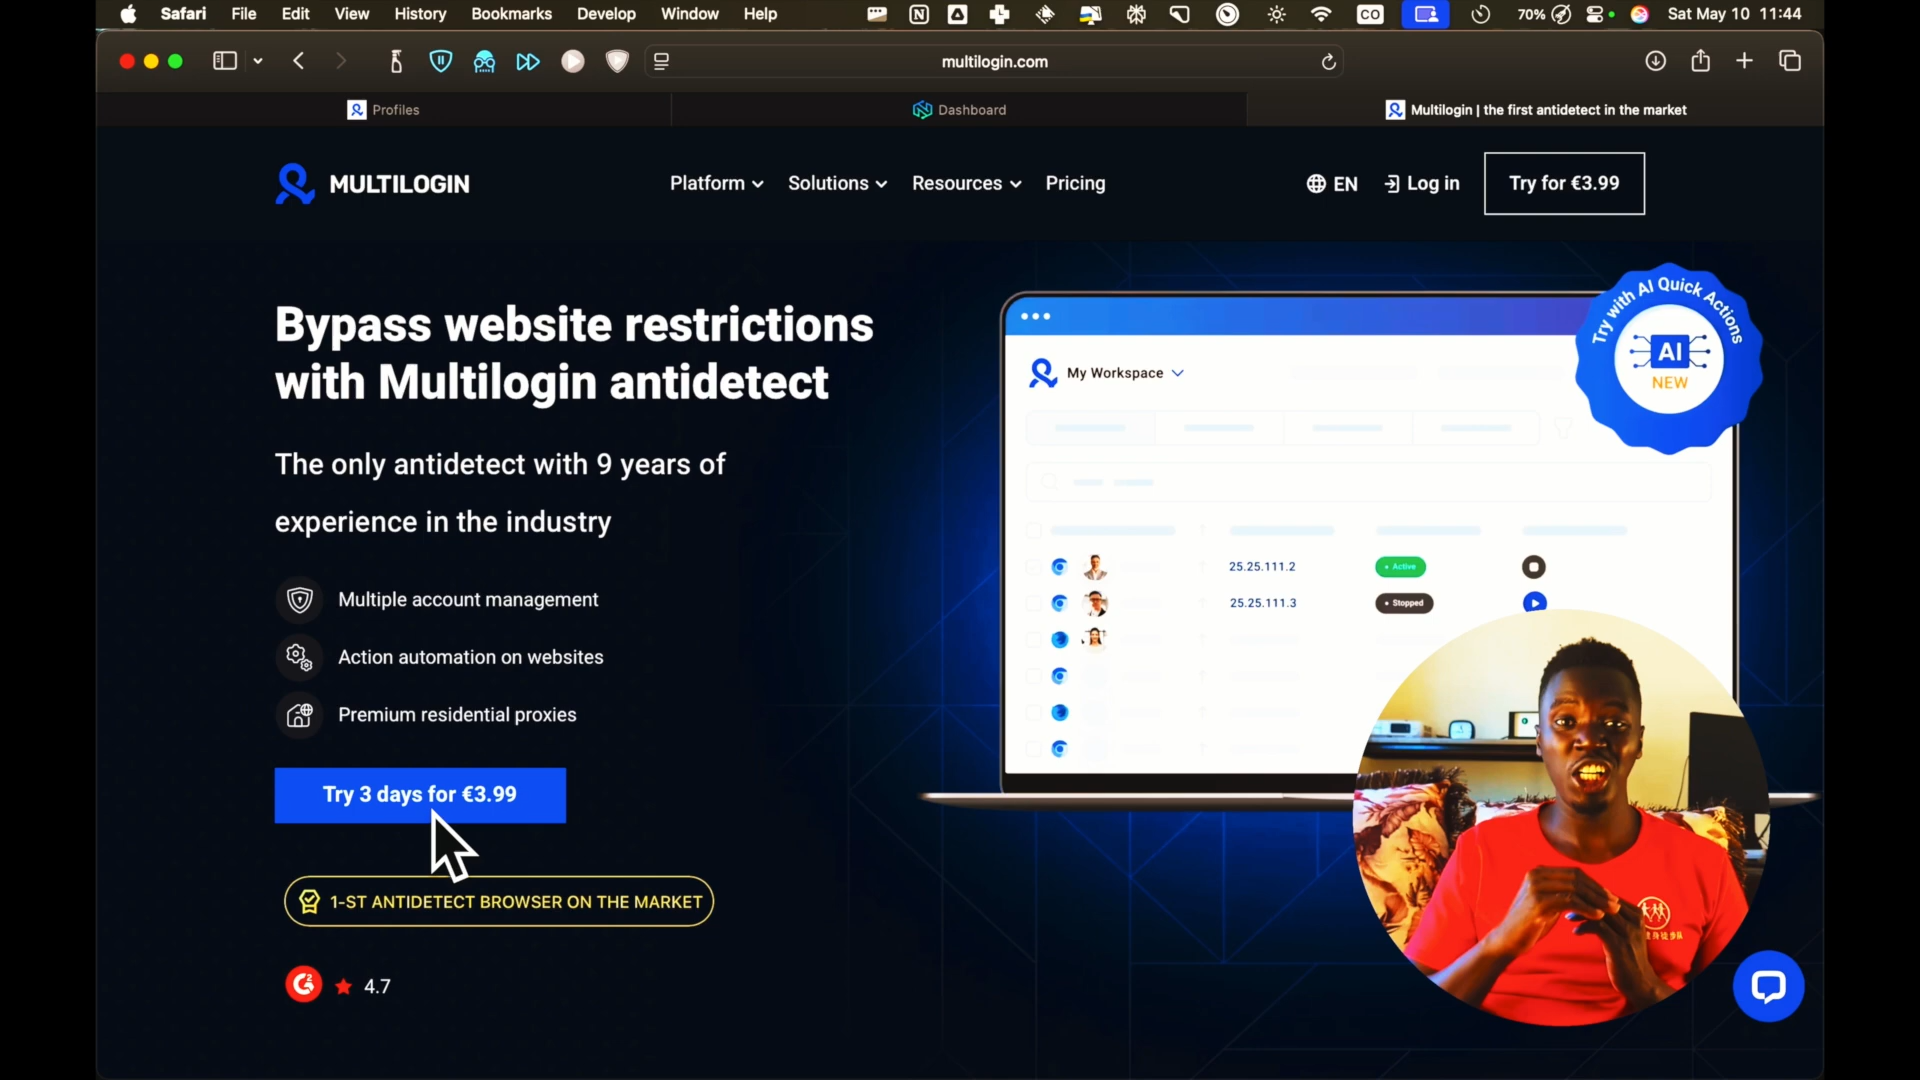 Safari File Edit View History Bookmarks Develop Window Help CO 70% Sat May 10 11:44
multilogin.com
Profiles Dashboard Multilogin | the first antidetect in the market
MULTILOGIN Platform Solutions Resources Pricing EN Log in Try for €3.99
Bypass website restrictions
with Multilogin antidetect
The only antidetect with 9 years of
experience in the industry
Multiple account management
Action automation on websites
Premium residential proxies
Try 3 days for €3.99
1-ST ANTIDETECT BROWSER ON THE MARKET
4.7
Try with AI Quick Actions
AI
NEW
My Workspace
25.25.111.2 Active
25.25.111.3 Stopped